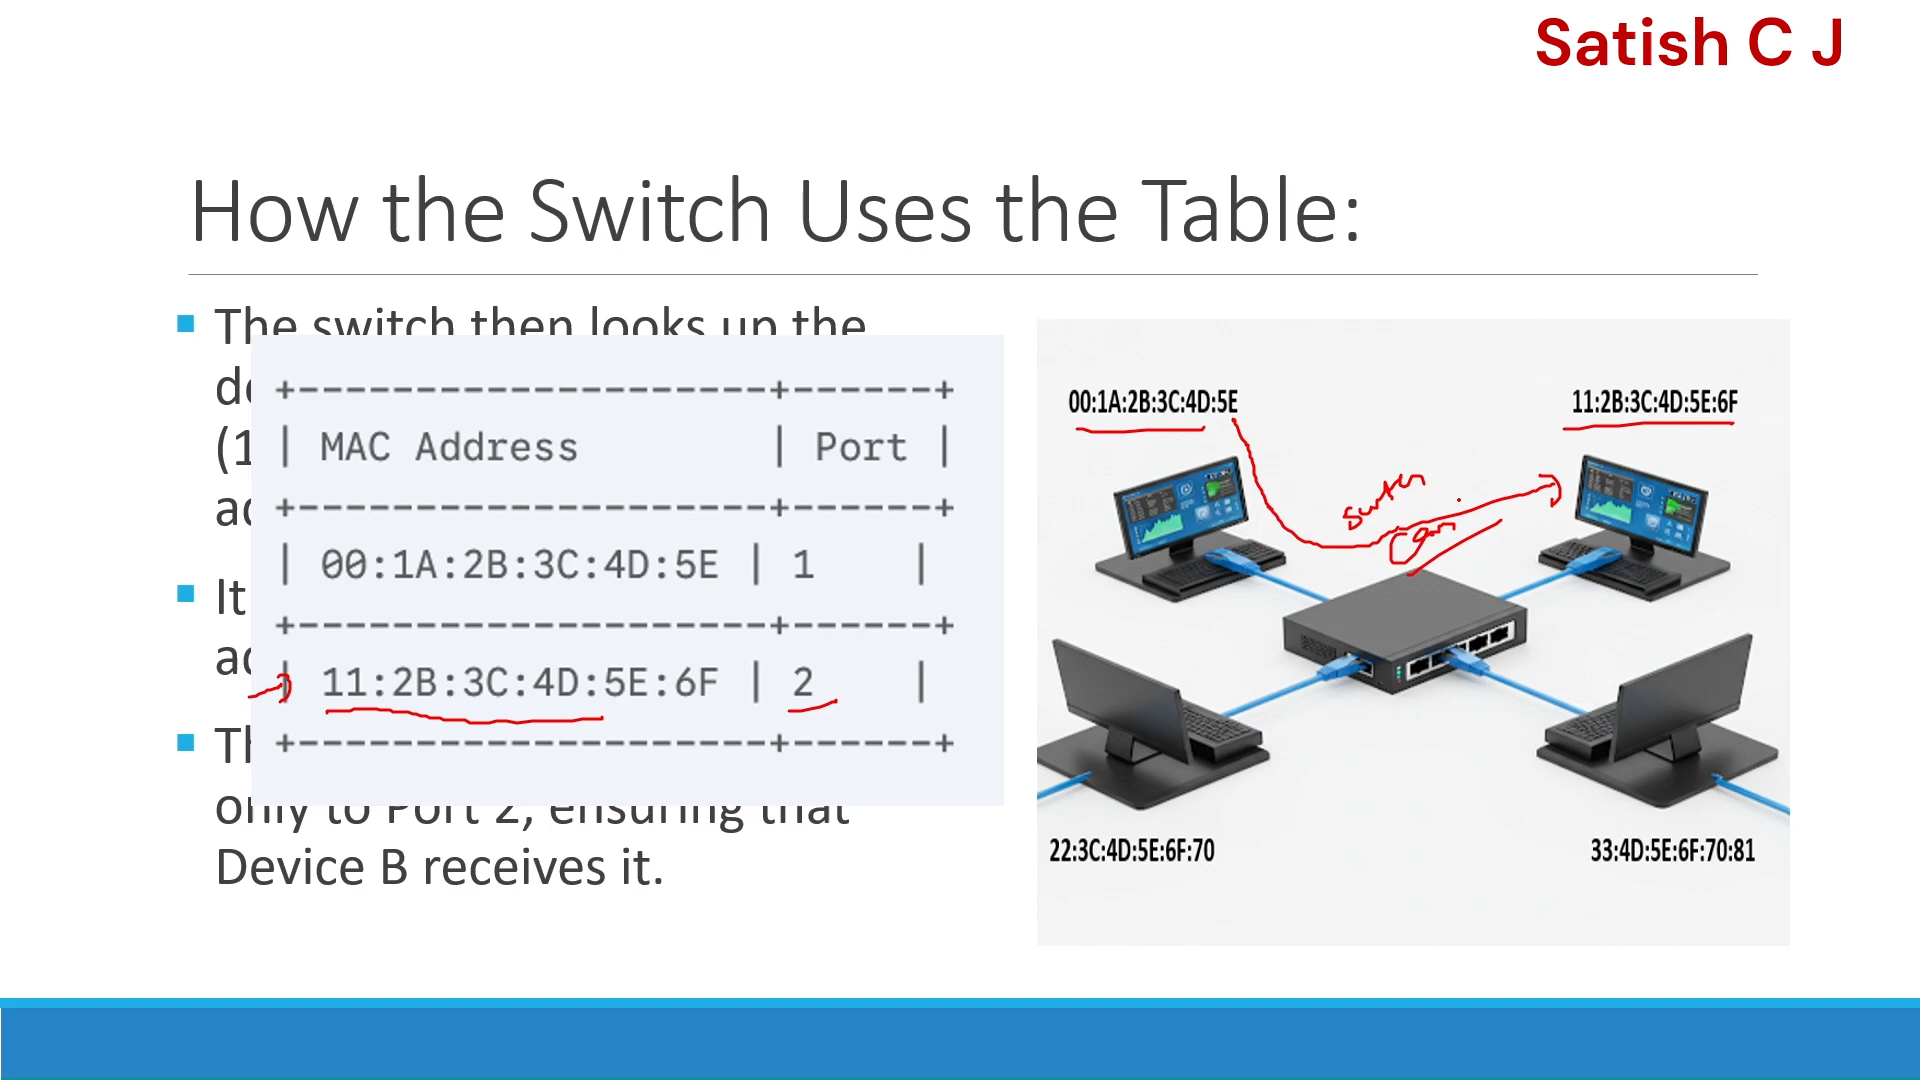 Satish C J
How the Switch Uses the Table:
The switch then looks up the
(1
It
only to Port 2, ensuring that
Device B receives it.
+--------------------+------+
| MAC Address | Port |
+--------------------+------+
| 00:1A:2B:3C:4D:5E | 1 |
+--------------------+------+
| 11:2B:3C:4D:5E:6F | 2 |
+--------------------+------+
00:1A:2B:3C:4D:5E
11:2B:3C:4D:5E:6F
switch
22:3C:4D:5E:6F:70
33:4D:5E:6F:70:81